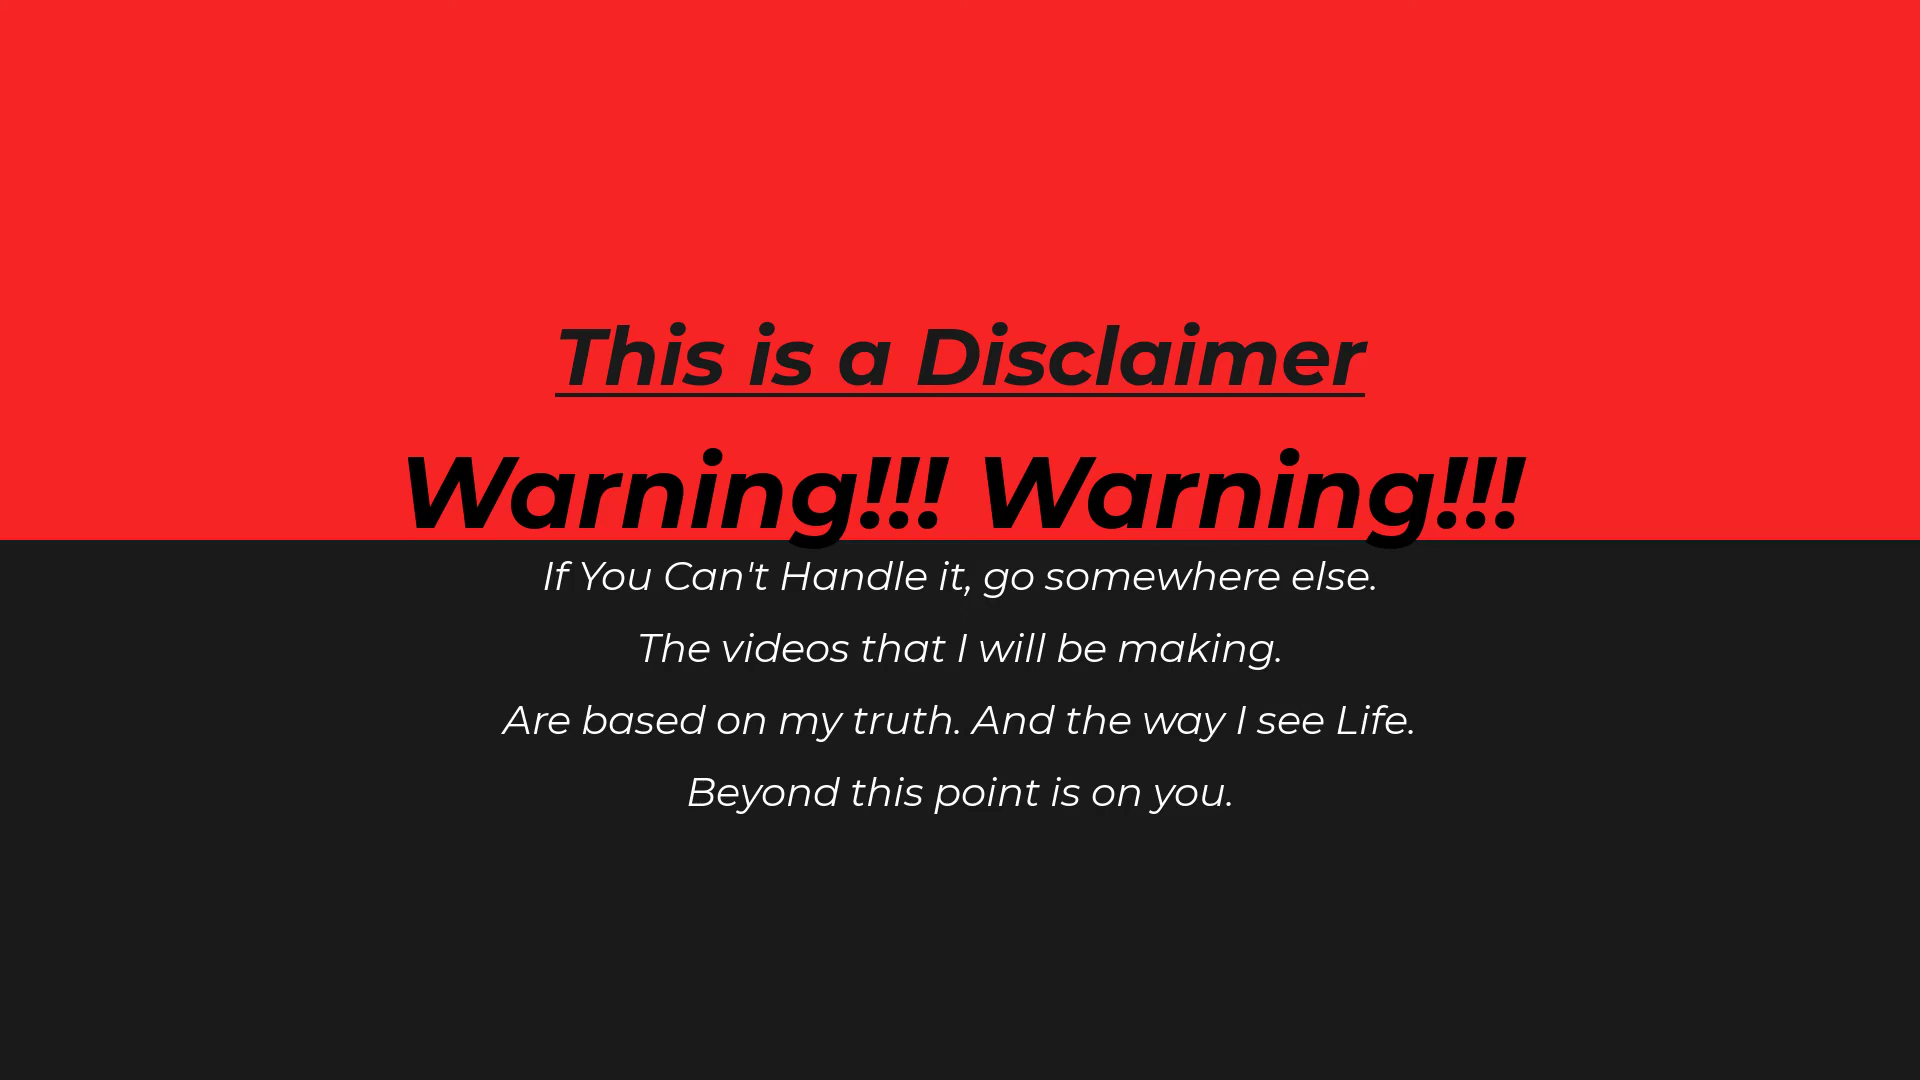 This is a Disclaimer
Warning!!! Warning!!!
If You Can't Handle it, go somewhere else.
The videos that I will be making.
Are based on my truth. And the way I see Life.
Beyond this point is on you.